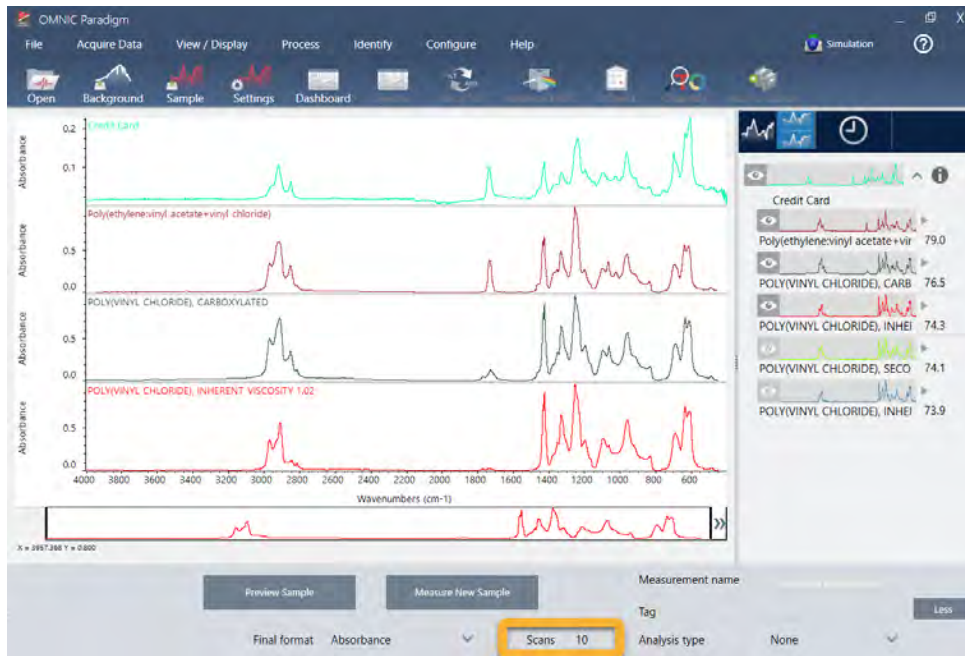 OMNIC Paradigm
File Acquire Data View / Display Process Identify Configure Help Simulation ?
Open Background Sample Settings Dashboard
Credit Card
Absorbance
0.2
0.1
Poly(ethylene:vinyl acetate+vinyl chloride)
Absorbance
0.5
0.0
POLY(VINYL CHLORIDE), CARBOXYLATED
Absorbance
0.5
0.0
POLY(VINYL CHLORIDE), INHERENT VISCOSITY 1.02
Absorbance
0.5
0.0
4000 3800 3600 3400 3200 3000 2800 2600 2400 2200 2000 1800 1600 1400 1200 1000 800 600
Wavenumbers (cm-1)
Credit Card
Poly(ethylene:vinyl acetate+vir 79.0
POLY(VINYL CHLORIDE), CARB 76.5
POLY(VINYL CHLORIDE), INHEI 74.3
POLY(VINYL CHLORIDE), SECO 74.1
POLY(VINYL CHLORIDE), INHEI 73.9
Preview Sample
Measure New Sample
Measurement name
Tag
Less
Final format Absorbance
Scans 10
Analysis type None